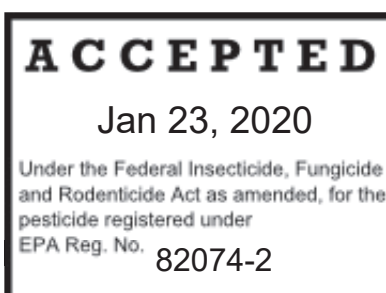 ACCEPTED
Jan 23, 2020
Under the Federal Insecticide, Fungicide
and Rodenticide Act as amended, for the
pesticide registered under
EPA Reg. No. 82074-2